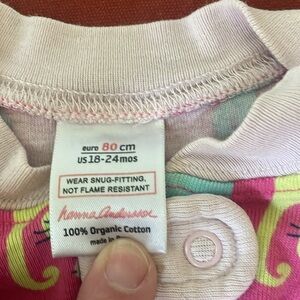 euro 80 cm
US 18-24 mos
WEAR SNUG-FITTING.
NOT FLAME RESISTANT
hanna andersson
100% Organic Cotton
made in